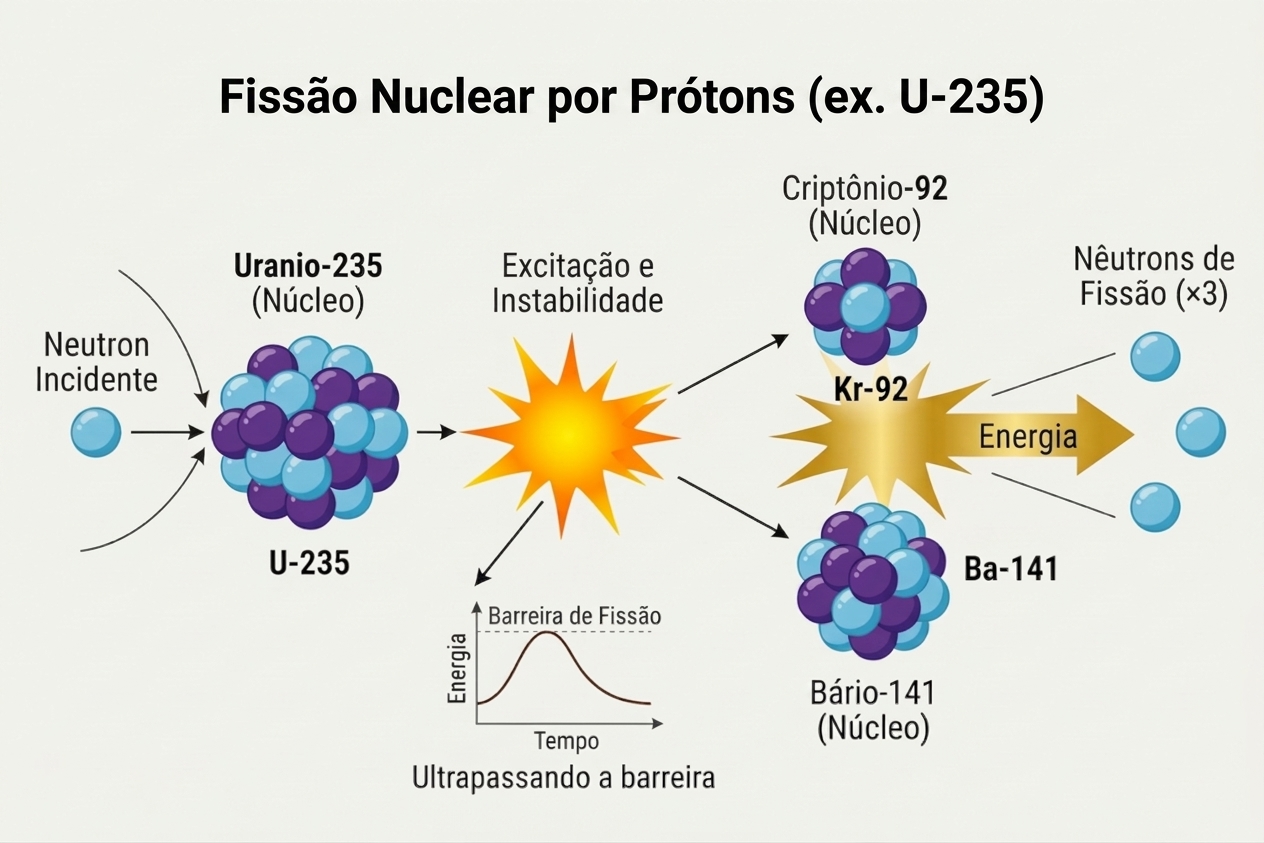 Fissão Nuclear por Prótons (ex. U-235)
Neutron
Incidente
Uranio-235
(Núcleo)
U-235
Excitação e
Instabilidade
Barreira de Fissão
Energia
Tempo
Ultrapassando a barreira
Criptônio-92
(Núcleo)
Kr-92
Energia
Ba-141
Bário-141
(Núcleo)
Nêutrons de
Fissão (×3)